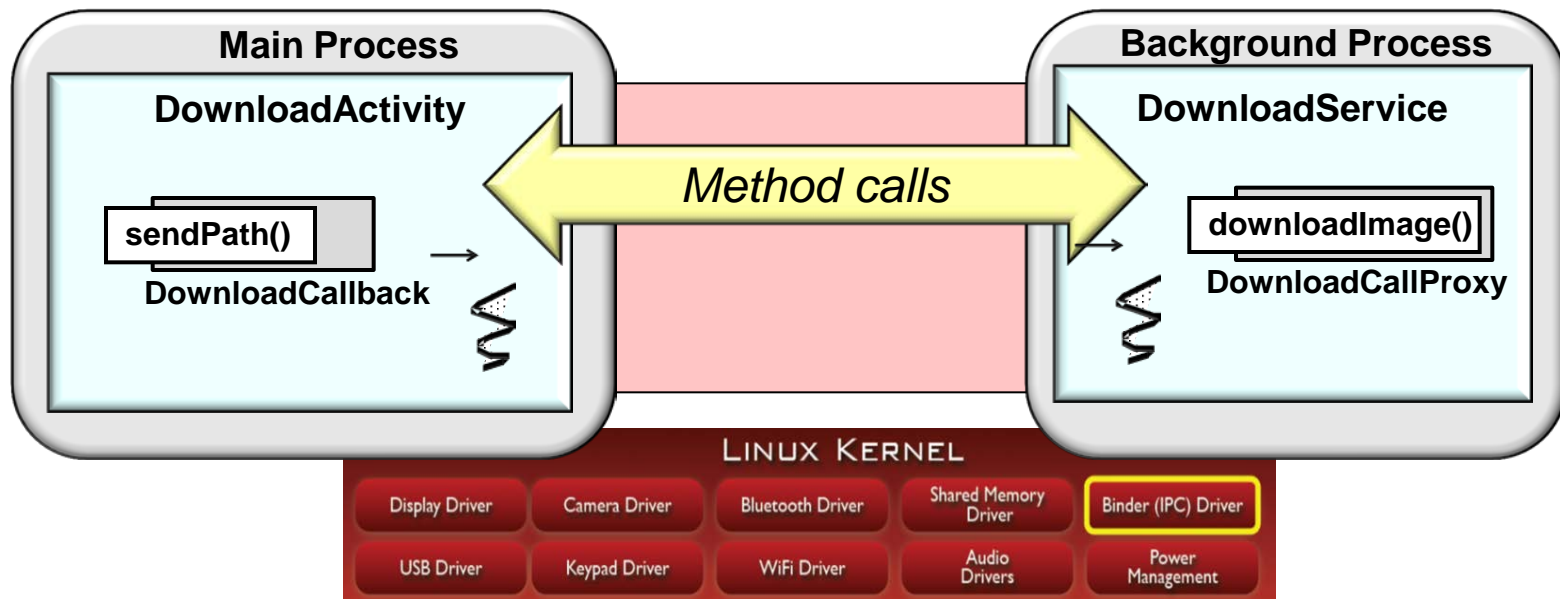 Main Process
DownloadActivity
sendPath()
DownloadCallback
Method calls
Background Process
DownloadService
downloadImage()
DownloadCallProxy
LINUX KERNEL
Display Driver
Camera Driver
Bluetooth Driver
Shared Memory
Driver
Binder (IPC) Driver
USB Driver
Keypad Driver
WiFi Driver
Audio
Drivers
Power
Management